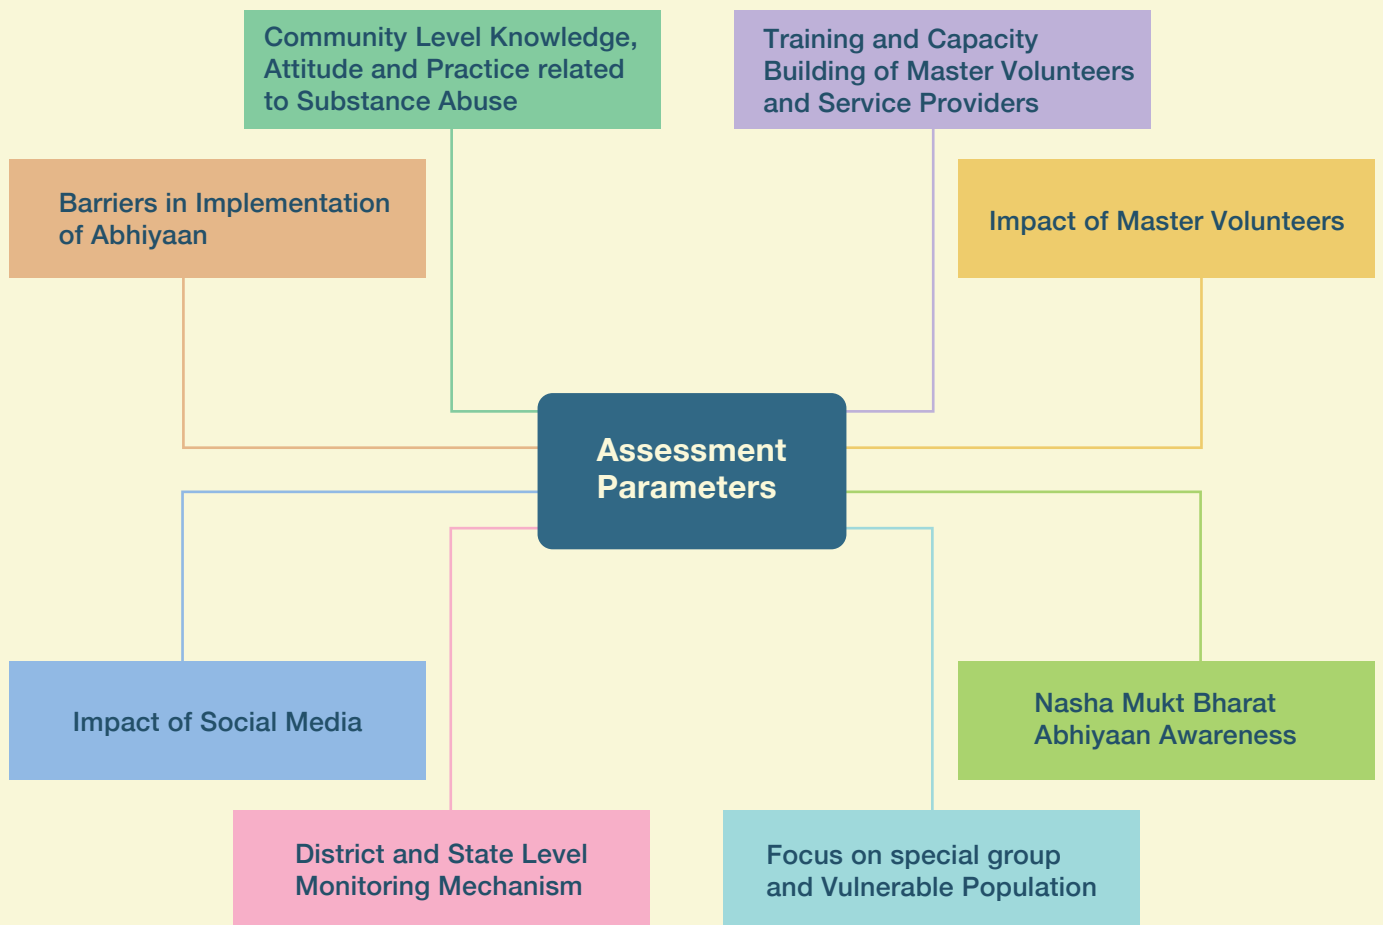 Community Level Knowledge,
Attitude and Practice related
to Substance Abuse
Training and Capacity
Building of Master Volunteers
and Service Providers
Barriers in Implementation
of Abhiyaan
Impact of Master Volunteers
Assessment
Parameters
Impact of Social Media
Nasha Mukt Bharat
Abhiyaan Awareness
District and State Level
Monitoring Mechanism
Focus on special group
and Vulnerable Population